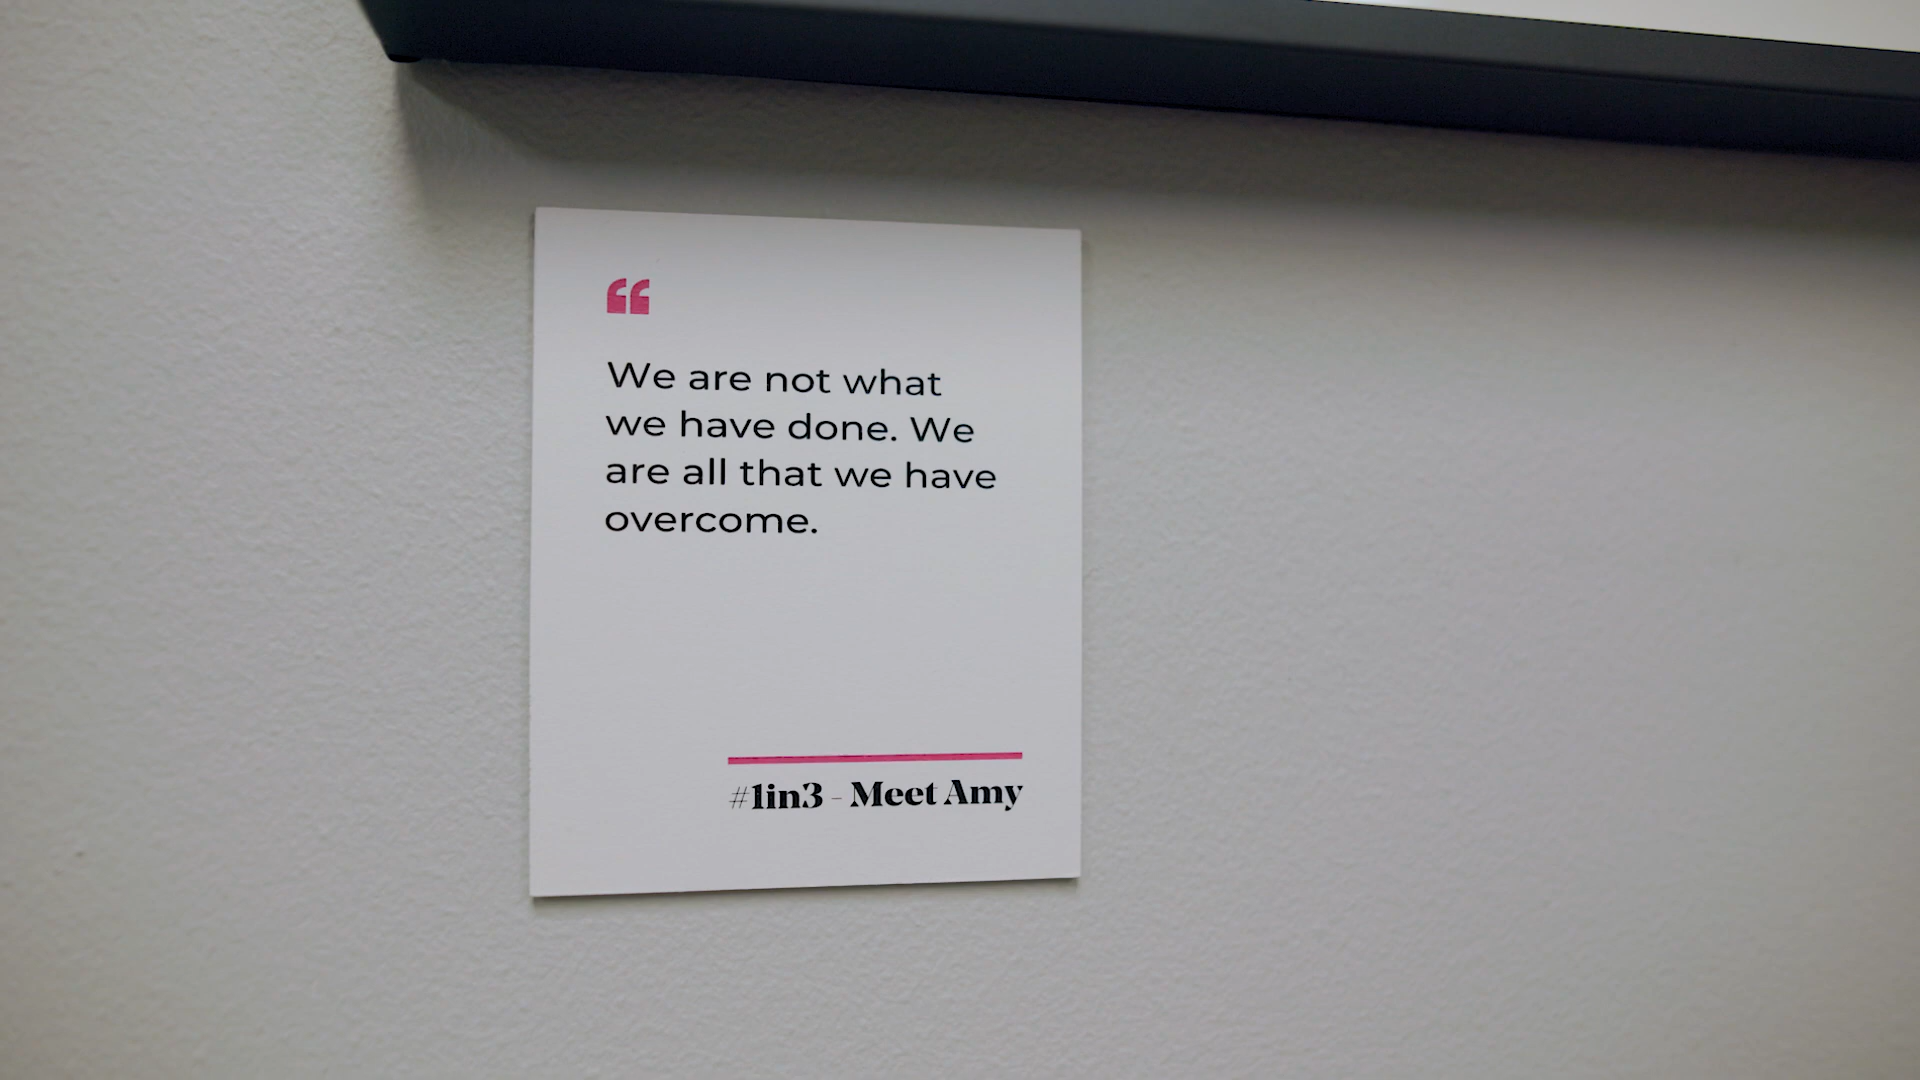 “
We are not what
we have done. We
are all that we have
overcome.
#1in3 - Meet Amy